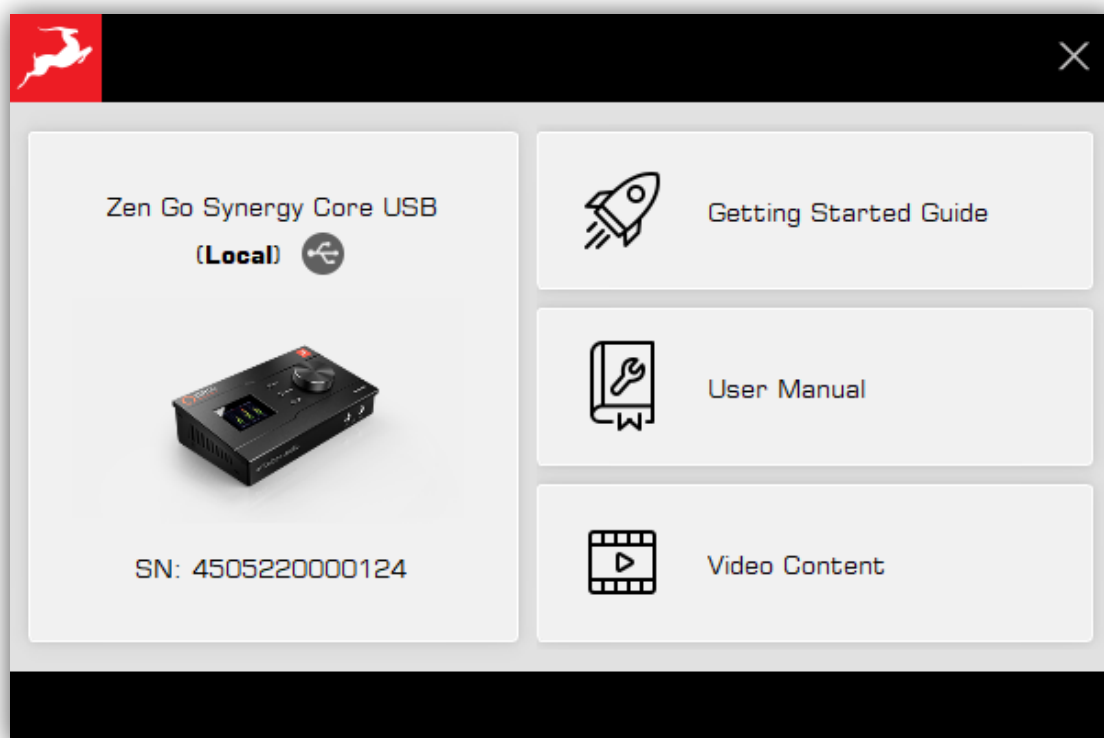 Zen Go Synergy Core USB
(Local)
SN: 4505220000124
Getting Started Guide
User Manual
Video Content